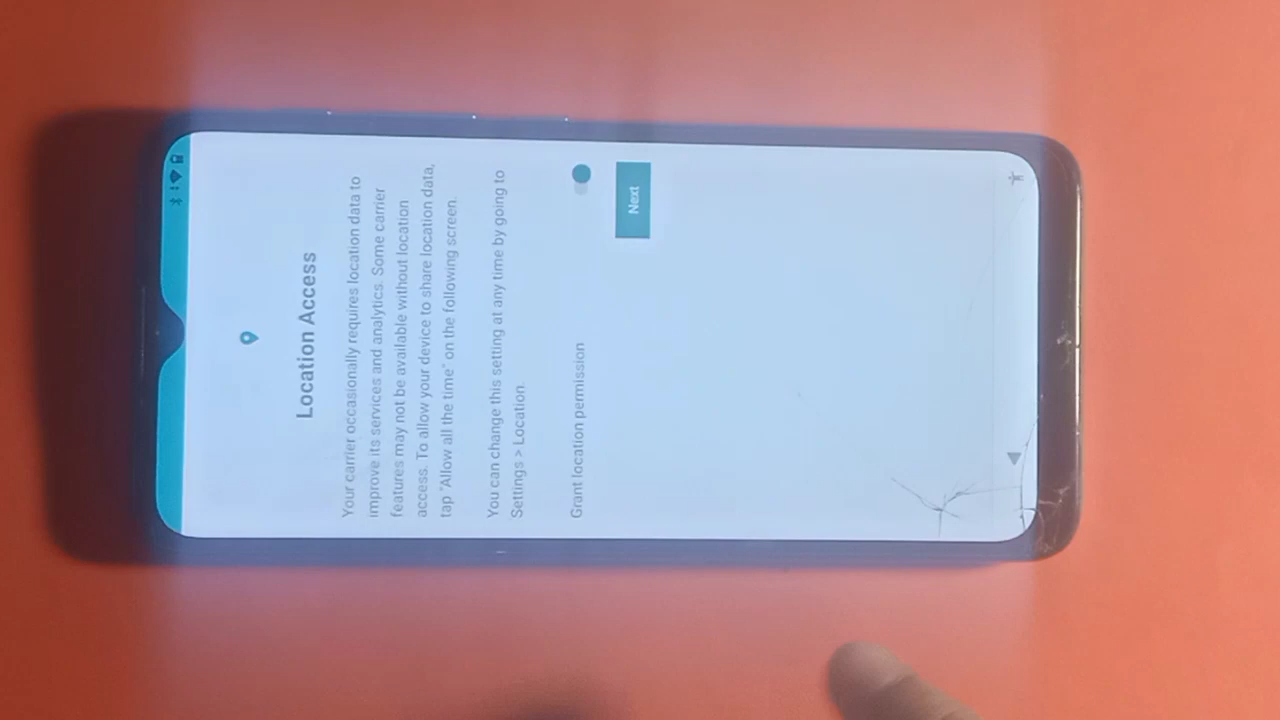 Location Access
Your carrier occasionally requires location data to
improve its services and analytics. Some carrier
features may not be available without location
access. To allow your device to share location data,
tap "Allow all the time" on the following screen.
You can change this setting at any time by going to
Settings > Location.
Grant location permission
Next